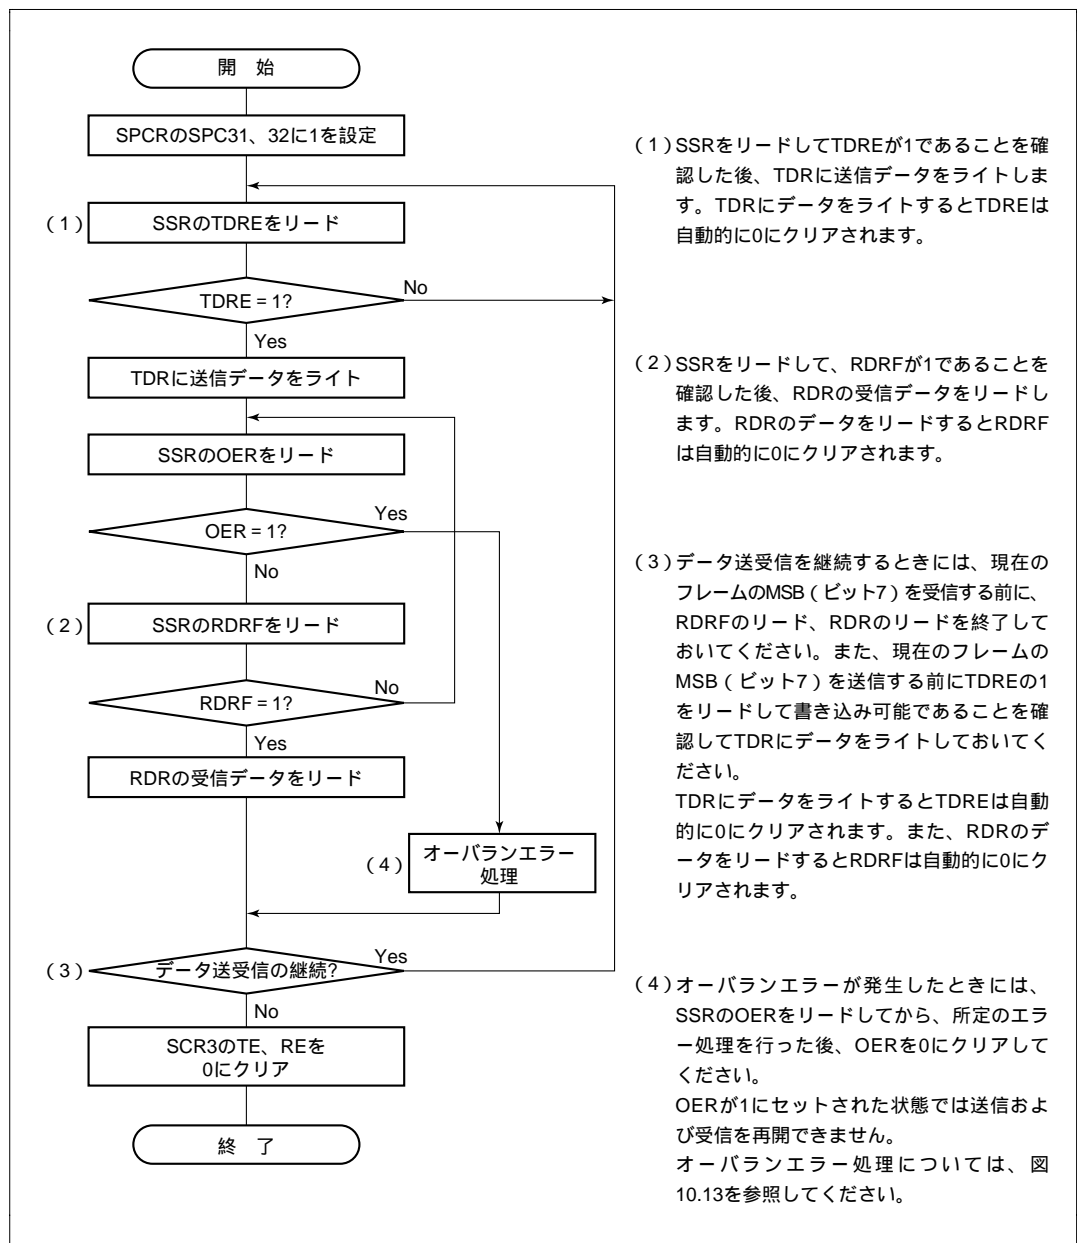 開 始
SPCRのSPC31、32に1を設定
(1)
SSRのTDREをリード
TDRE = 1?
No
Yes
TDRに送信データをライト
SSRのOERをリード
OER = 1?
Yes
No
(2)
SSRのRDRFをリード
RDRF = 1?
No
Yes
RDRの受信データをリード
(4)
オーバランエラー
処理
(3)
データ送受信の継続?
Yes
No
SCR3のTE、REを
0にクリア
終 了
(1)SSRをリードしてTDREが1であることを確
認した後、TDRに送信データをライトしま
す。TDRにデータをライトするとTDREは
自動的に0にクリアされます。
(2)SSRをリードして、RDRFが1であることを
確認した後、RDRの受信データをリードし
ます。RDRのデータをリードするとRDRF
は自動的に0にクリアされます。
(3)データ送受信を継続するときには、現在の
フレームのMSB(ビット7)を受信する前に、
RDRFのリード、RDRのリードを終了して
おいてください。また、現在のフレームの
MSB(ビット7)を送信する前にTDREの1
をリードして書き込み可能であることを確
認してTDRにデータをライトしておいてく
ださい。
TDRにデータをライトするとTDREは自動
的に0にクリアされます。また、RDRのデ
ータをリードするとRDRFは自動的に0にク
リアされます。
(4)オーバランエラーが発生したときには、
SSRのOERをリードしてから、所定のエラ
ー処理を行った後、OERを0にクリアして
ください。
OERが1にセットされた状態では送信およ
び受信を再開できません。
オーバランエラー処理については、図
10.13を参照してください。